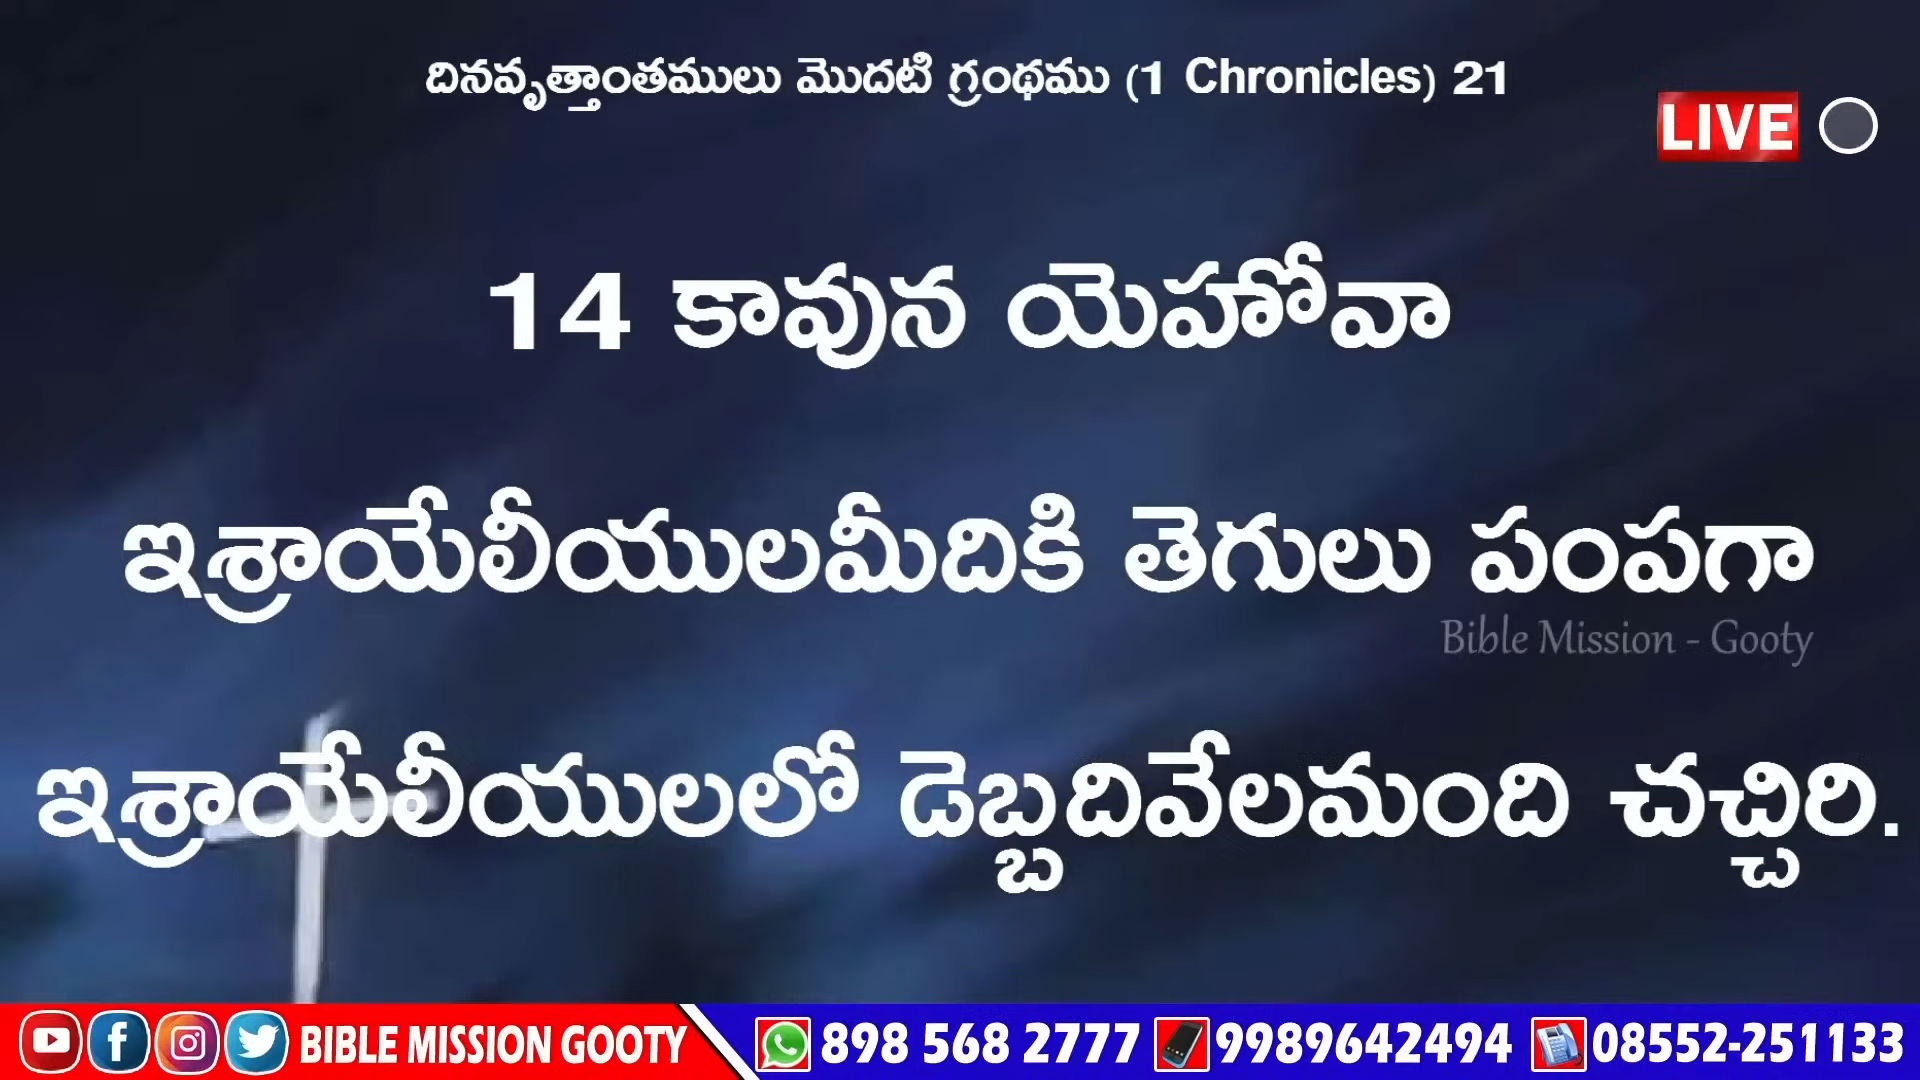 దినవృత్తాంతములు మొదటి గ్రంథము (1 Chronicles) 21
LIVE
14 కావున యెహోవా
ఇశ్రాయేలీయులమీదికి తెగులు పంపగా
Bible Mission - Gooty
ఇశ్రాయేలీయులలో డెబ్బదివేలమంది చచ్చిరి.
BIBLE MISSION GOOTY 898 568 2777 9989642494 08552-251133